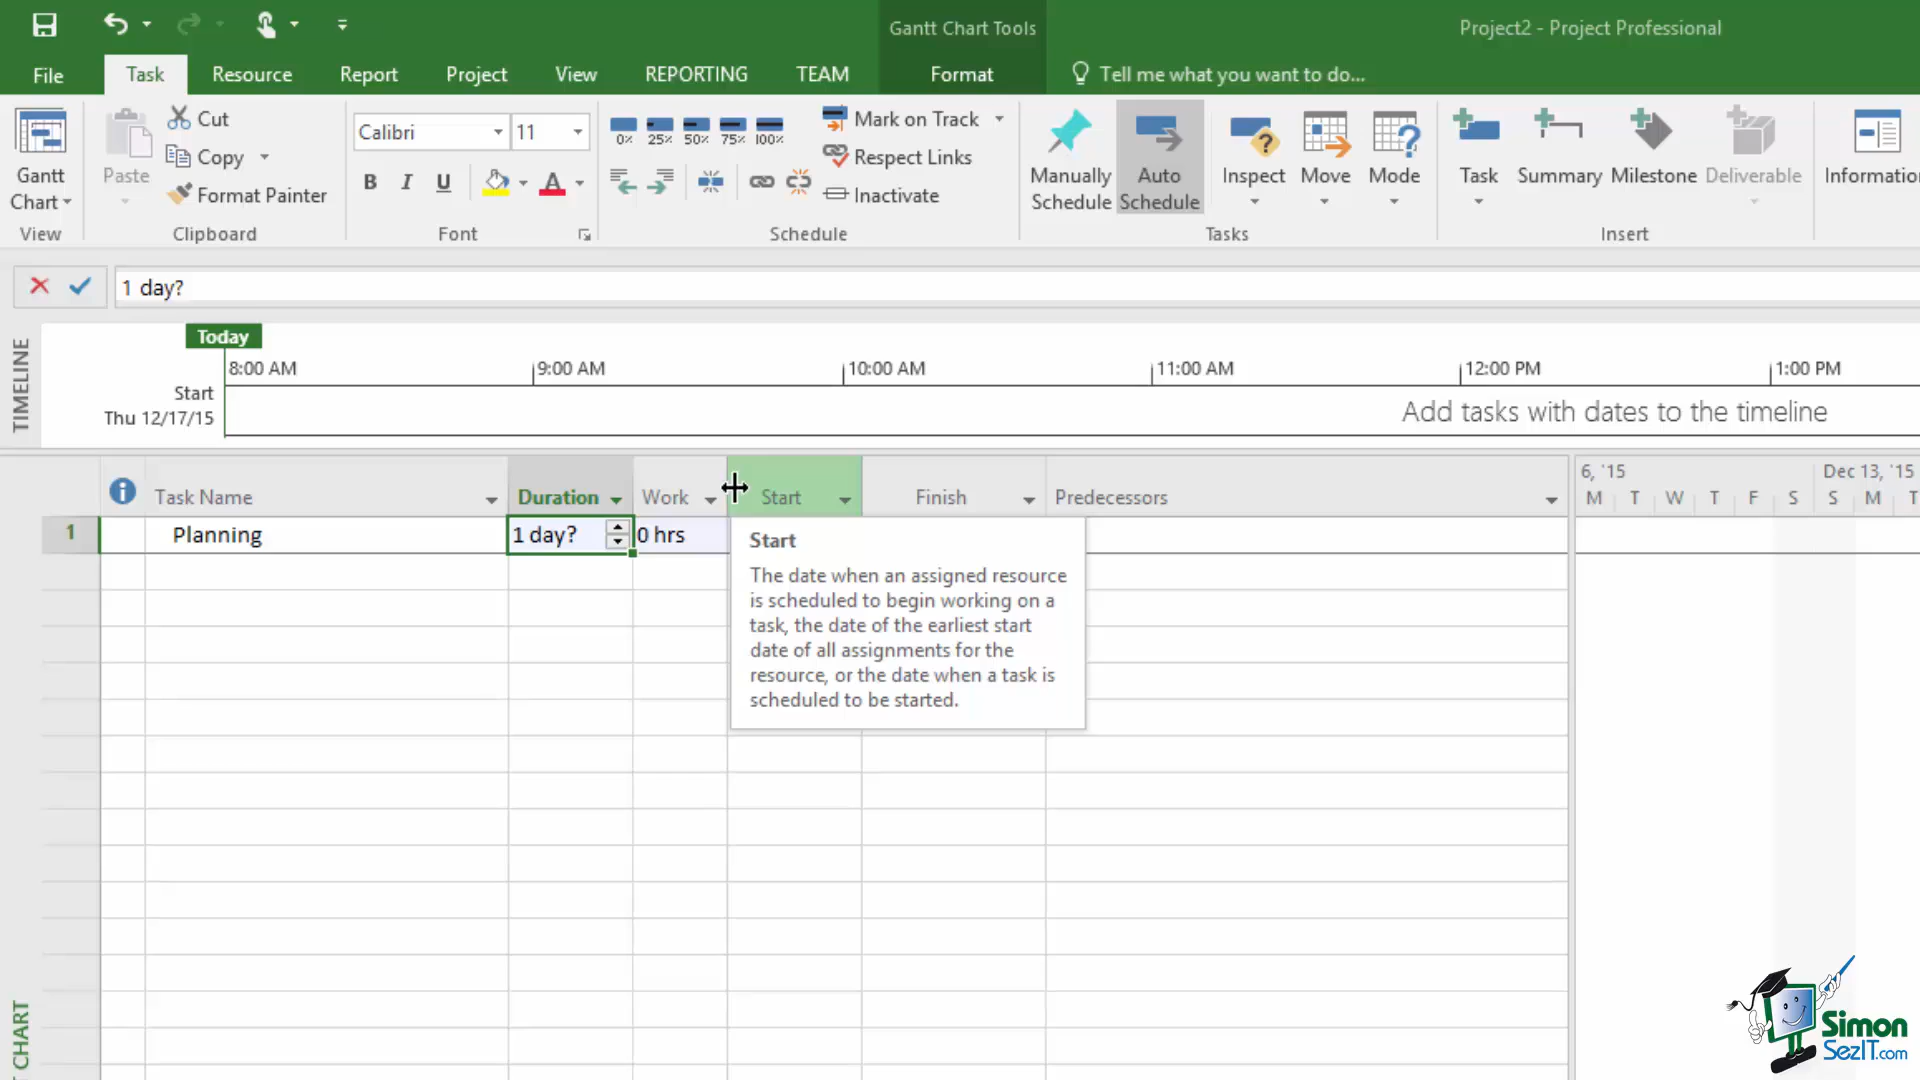 Gantt Chart Tools
Project2 - Project Professional
File
Task
Resource
Report
Project
View
REPORTING
TEAM
Format
Tell me what you want to do...
Gantt
Chart
View
Paste
Cut
Copy
Format Painter
Clipboard
Calibri
11
B
I
U
A
Font
0%
25%
50%
75%
100%
Mark on Track
Respect Links
Inactivate
Schedule
Manually
Schedule
Auto
Schedule
Inspect
Move
Mode
Tasks
Task
Summary
Milestone
Deliverable
Insert
Informatio
1 day?
TIMELINE
Today
8:00 AM
9:00 AM
10:00 AM
11:00 AM
12:00 PM
1:00 PM
Start
Thu 12/17/15
Add tasks with dates to the timeline
Task Name
Duration
Work
Start
Finish
Predecessors
6, '15
Dec 13, '15
M T W T F S S M T
1
Planning
1 day?
0 hrs
Start
The date when an assigned resource
is scheduled to begin working on a
task, the date of the earliest start
date of all assignments for the
resource, or the date when a task is
scheduled to be started.
T CHART
Simon
SezIT.com